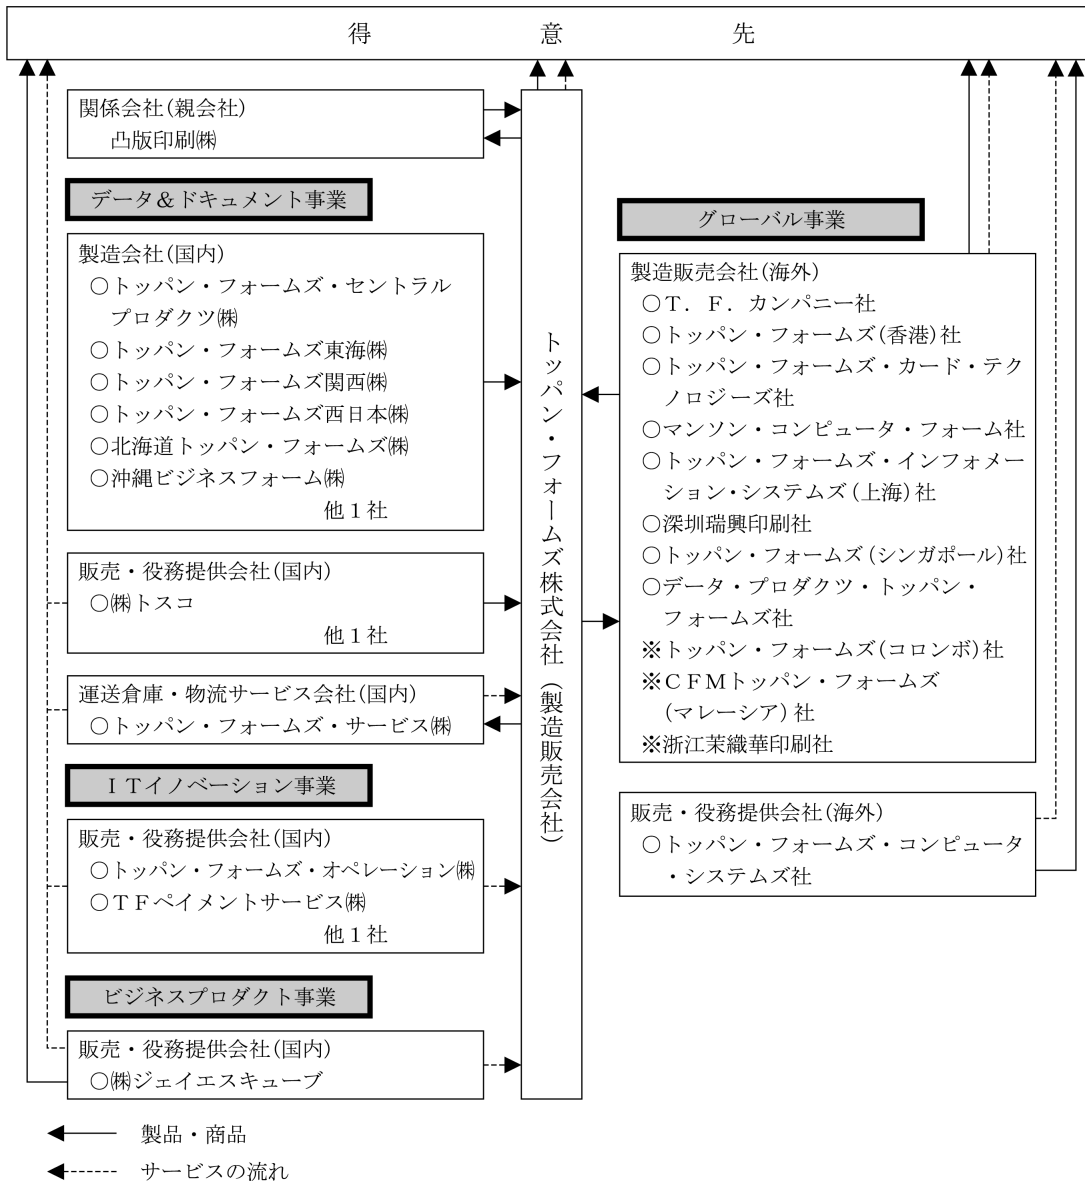 得意先
関係会社(親会社)
凸版印刷㈱
データ&ドキュメント事業
製造会社(国内)
○トッパン・フォームズ・セントラル
プロダクツ㈱
○トッパン・フォームズ東海㈱
○トッパン・フォームズ関西㈱
○トッパン・フォームズ西日本㈱
○北海道トッパン・フォームズ㈱
○沖縄ビジネスフォーム㈱
他1社
販売・役務提供会社(国内)
○㈱トスコ
他1社
運送倉庫・物流サービス会社(国内)
○トッパン・フォームズ・サービス㈱
ITイノベーション事業
販売・役務提供会社(国内)
○トッパン・フォームズ・オペレーション㈱
○TFペイメントサービス㈱
他1社
ビジネスプロダクト事業
販売・役務提供会社(国内)
○㈱ジェイエスキューブ
トッパン・フォームズ株式会社(製造販売会社)
グローバル事業
製造販売会社(海外)
○T.F.カンパニー社
○トッパン・フォームズ(香港)社
○トッパン・フォームズ・カード・テク
ノロジーズ社
○マンソン・コンピュータ・フォーム社
○トッパン・フォームズ・インフォメー
ション・システムズ(上海)社
○深圳瑞興印刷社
○トッパン・フォームズ(シンガポール)社
○データ・プロダクツ・トッパン・
フォームズ社
※トッパン・フォームズ(コロンボ)社
※CFMトッパン・フォームズ
(マレーシア)社
※浙江茉織華印刷社
販売・役務提供会社(海外)
○トッパン・フォームズ・コンピュータ
・システムズ社
製品・商品
サービスの流れ